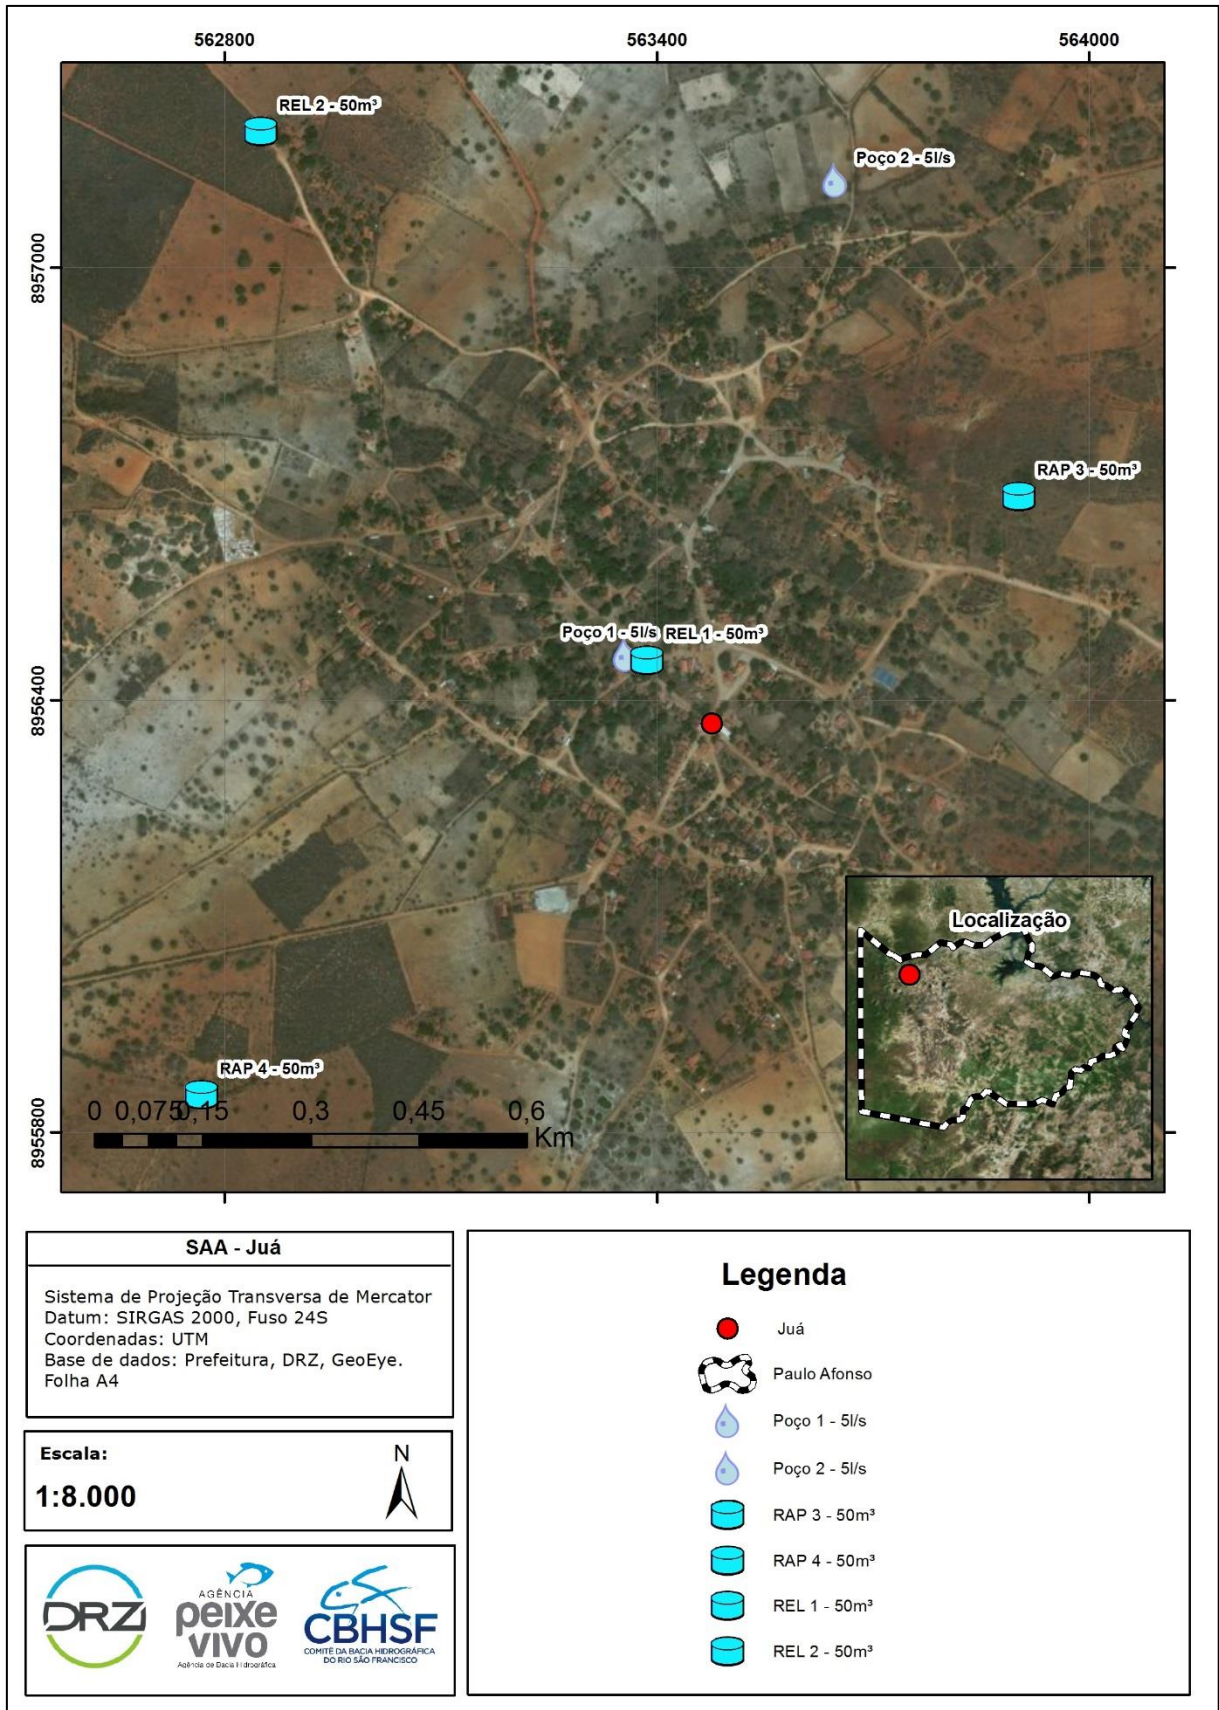 562800
563400
564000
REL 2 - 50m³
Poço 2 - 5l/s
8957000
RAP 3 - 50m³
Poço 1 - 5l/s
REL 1 - 50m³
8956400
Localização
RAP 4 - 50m³
0 0,075 0,15 0,3 0,45 0,6
Km
8955800
SAA - Juá
Sistema de Projeção Transversa de Mercator
Datum: SIRGAS 2000, Fuso 24S
Coordenadas: UTM
Base de dados: Prefeitura, DRZ, GeoEye.
Folha A4
Escala:
1:8.000
N
DRZ
AGÊNCIA
peixe
vivo
Agência de Bacia Hidrográfica
CBHSF
COMITÊ DA BACIA HIDROGRÁFICA
DO RIO SÃO FRANCISCO
Legenda
Juá
Paulo Afonso
Poço 1 - 5l/s
Poço 2 - 5l/s
RAP 3 - 50m³
RAP 4 - 50m³
REL 1 - 50m³
REL 2 - 50m³